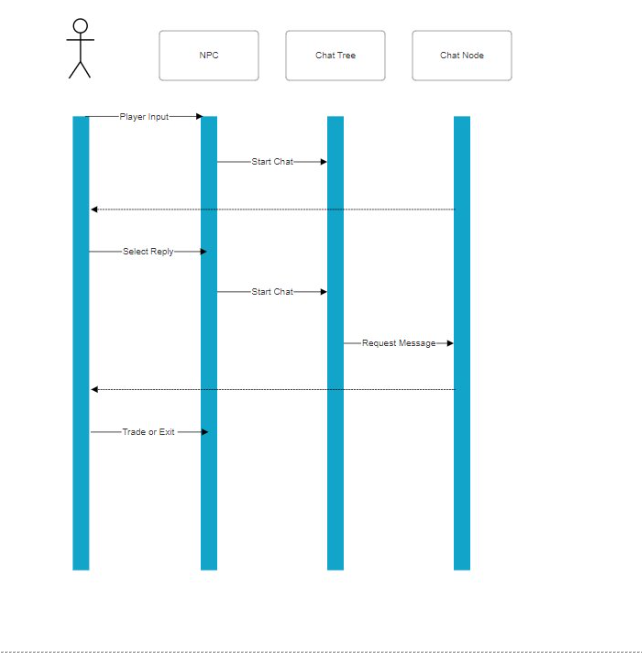 NPC
Chat Tree
Chat Node
Player Input
Start Chat
Select Reply
Start Chat
Request Message
Trade or Exit